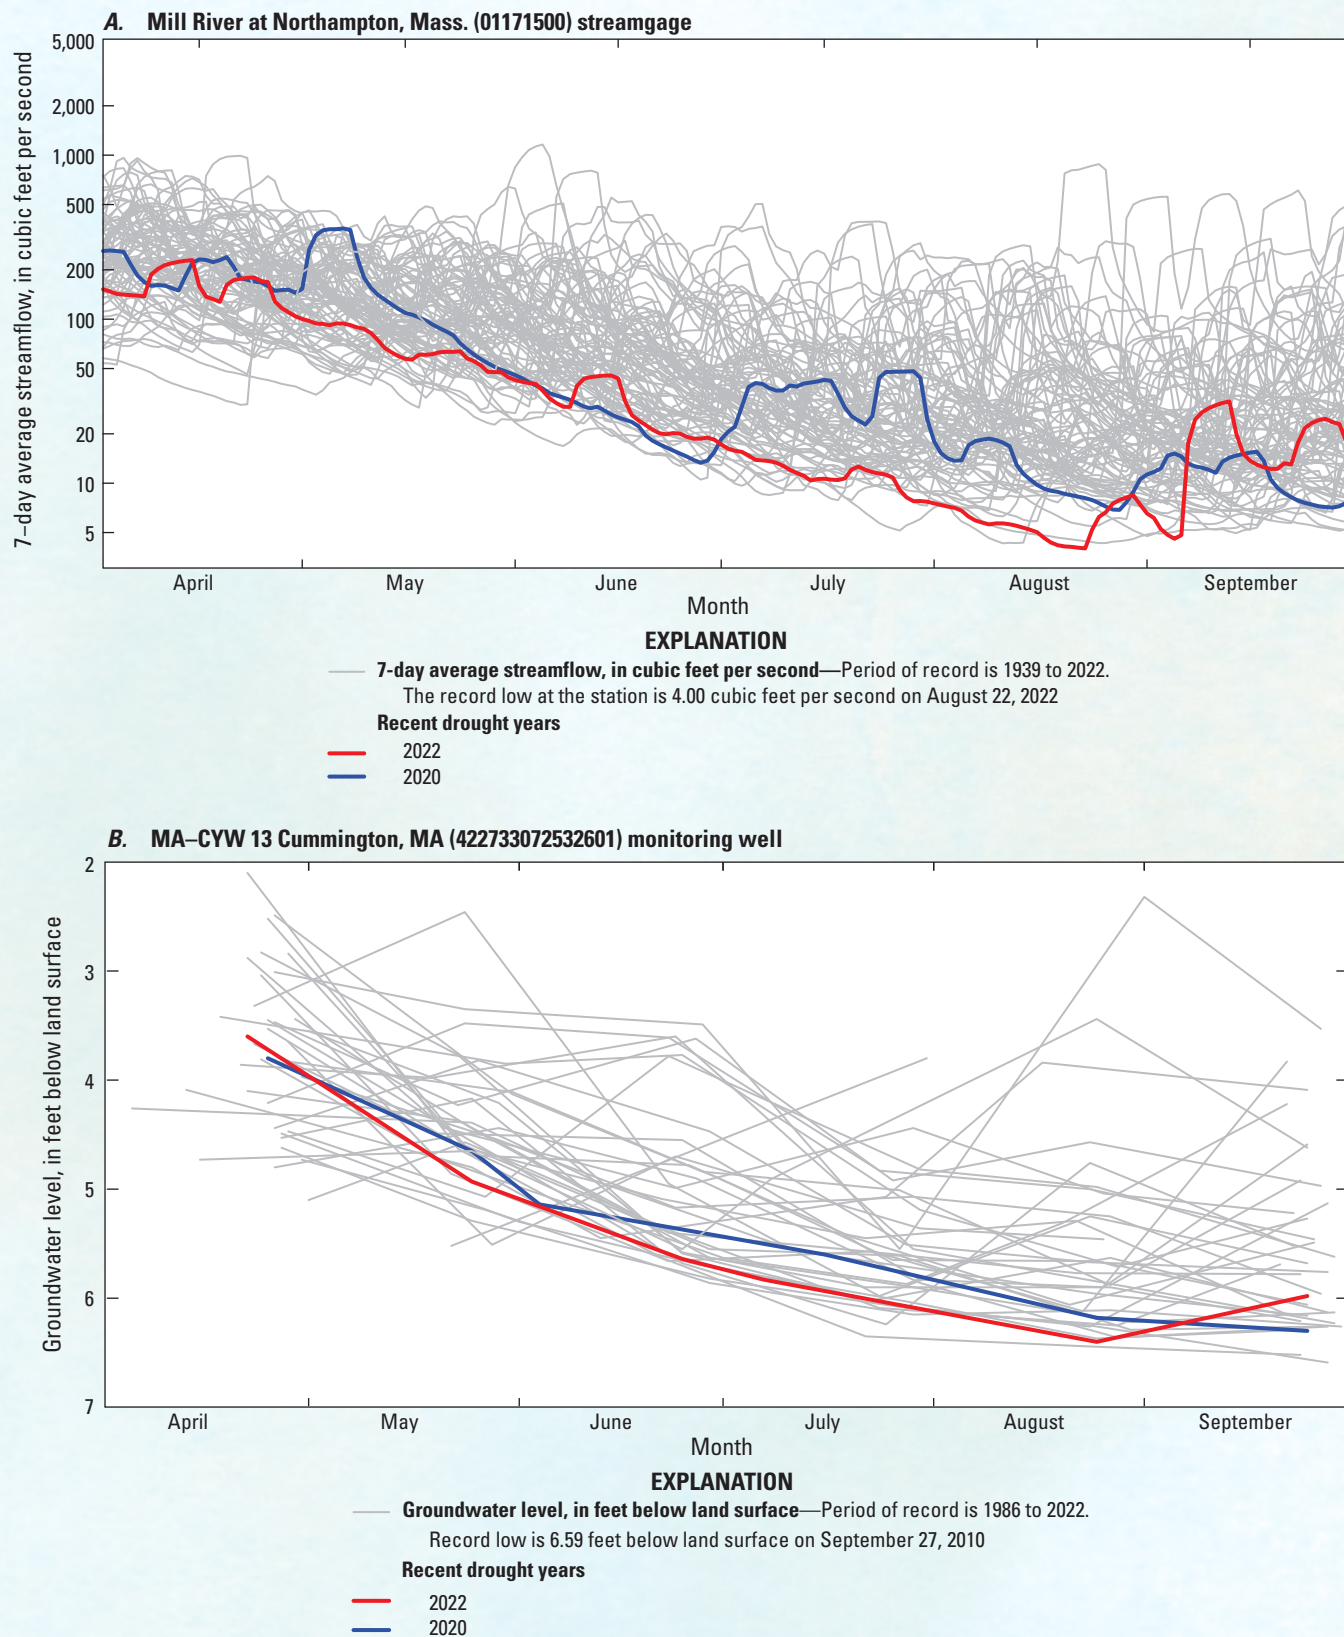 A. Mill River at Northampton, Mass. (01171500) streamgage
7–day average streamflow, in cubic feet per second
5,000
2,000
1,000
500
200
100
50
20
10
5
April May June July August September
Month
EXPLANATION
7-day average streamflow, in cubic feet per second—Period of record is 1939 to 2022.
The record low at the station is 4.00 cubic feet per second on August 22, 2022
Recent drought years
2022
2020
B. MA–CYW 13 Cummington, MA (422733072532601) monitoring well
Groundwater level, in feet below land surface
2
3
4
5
6
7
April May June July August September
Month
EXPLANATION
Groundwater level, in feet below land surface—Period of record is 1986 to 2022.
Record low is 6.59 feet below land surface on September 27, 2010
Recent drought years
2022
2020